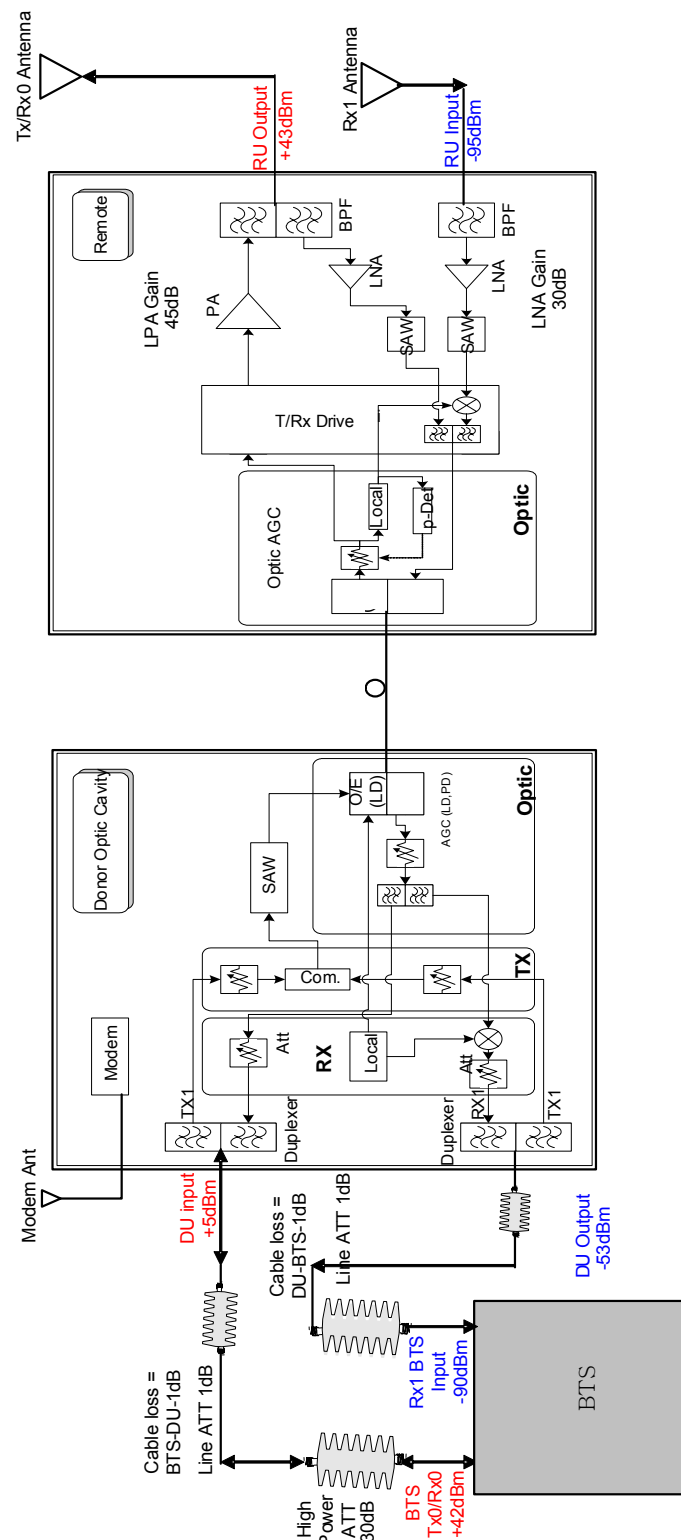 Tx/Rx0 Antenna
Rx1 Antenna
RU Output
+43dBm
RU Input
-95dBm
Remote
BPF
BPF
LPA Gain
45dB
PA
LNA
LNA
LNA Gain
30dB
SAW
SAW
T/Rx Drive
Optic AGC
Local
p-Det
Optic
Donor Optic Cavity
O/E
(LD)
AGC (LD,PD)
Optic
SAW
Com.
TX
Modem
Att
RX
Local
Att
TX1
Duplexer
RX1
Duplexer
TX1
Modem Ant
DU input
+5dBm
Cable loss =
DU-BTS-1dB
Line ATT 1dB
DU Output
-53dBm
Cable loss =
BTS-DU-1dB
Line ATT 1dB
Rx1 BTS
Input
-90dBm
BTS
High
Power
ATT
30dB
BTS
Tx0/Rx0
+42dBm